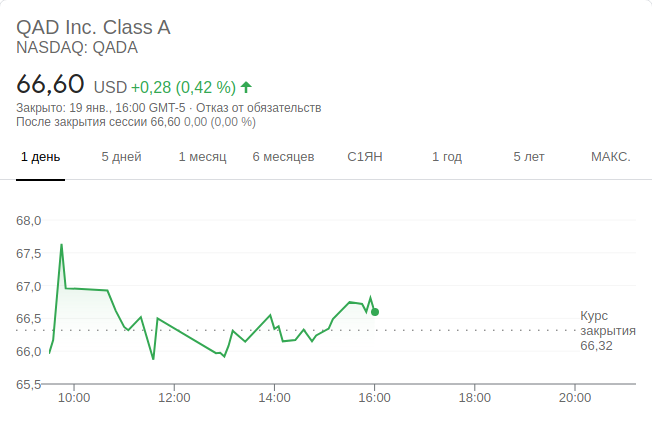 QAD Inc. Class A
NASDAQ: QADA
66,60 USD +0,28 (0,42 %)
Закрыто: 19 янв., 16:00 GMT-5 · Отказ от обязательств
После закрытия сессии 66,60 0,00 (0,00 %)
1 день 5 дней 1 месяц 6 месяцев С1ЯН 1 год 5 лет МАКС.
68,0
67,5
67,0
66,5
66,0
65,5
Курс
закрытия
66,32
10:00 12:00 14:00 16:00 18:00 20:00